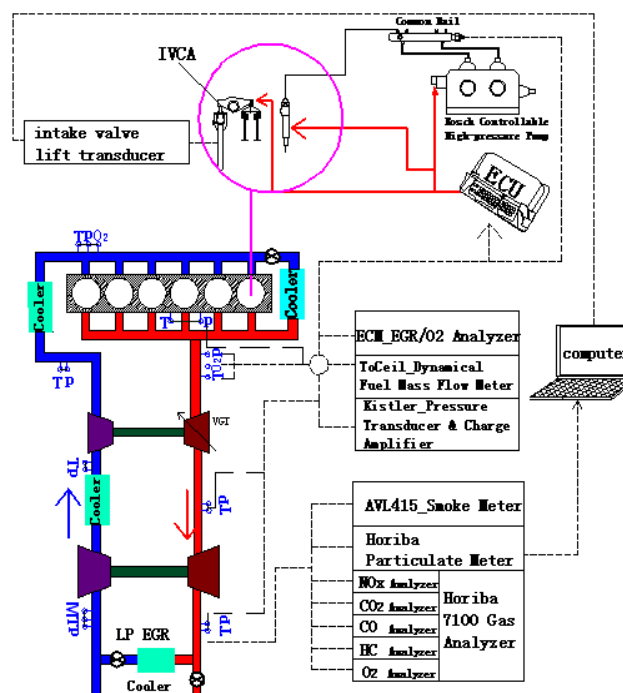 Common Rail
IVCA
Bosch Controllable
High-pressure Pump
intake valve
lift transducer
ECU
TPO2
Cooler
Cooler
T P
TP
TO2P
ECM_EGR/O2 Analyzer
ToCeil_Dynamical
Fuel Mass Flow Meter
Kistler_Pressure
Transducer & Charge
Amplifier
computer
VGT
TP
Cooler
TP
AVL415_Smoke Meter
Horiba
Particulate Meter
NOx Analyzer
CO2 Analyzer
CO Analyzer
HC Analyzer
O2 Analyzer
Horiba
7100 Gas
Analyzer
MTP
TP
LP EGR
Cooler